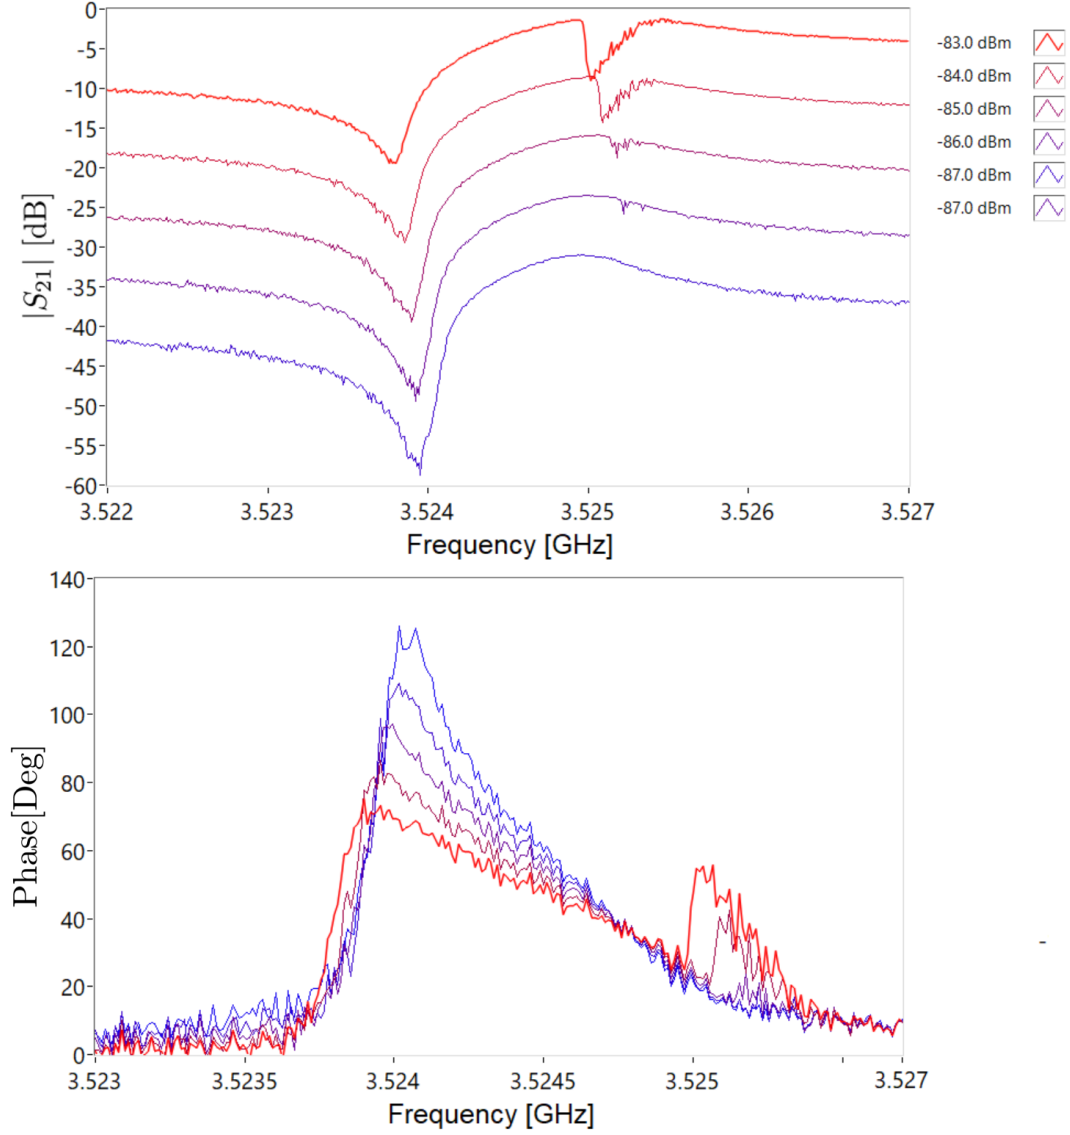 0
-5
-10
-15
-20
-25
-30
-35
-40
-45
-50
-55
-60
|S21| [dB]
3.522 3.523 3.524 3.525 3.526 3.527
Frequency [GHz]
-83.0 dBm
-84.0 dBm
-85.0 dBm
-86.0 dBm
-87.0 dBm
-87.0 dBm
140
120
100
80
60
40
20
0
Phase[Deg]
3.523 3.5235 3.524 3.5245 3.525 3.527
Frequency [GHz]
-